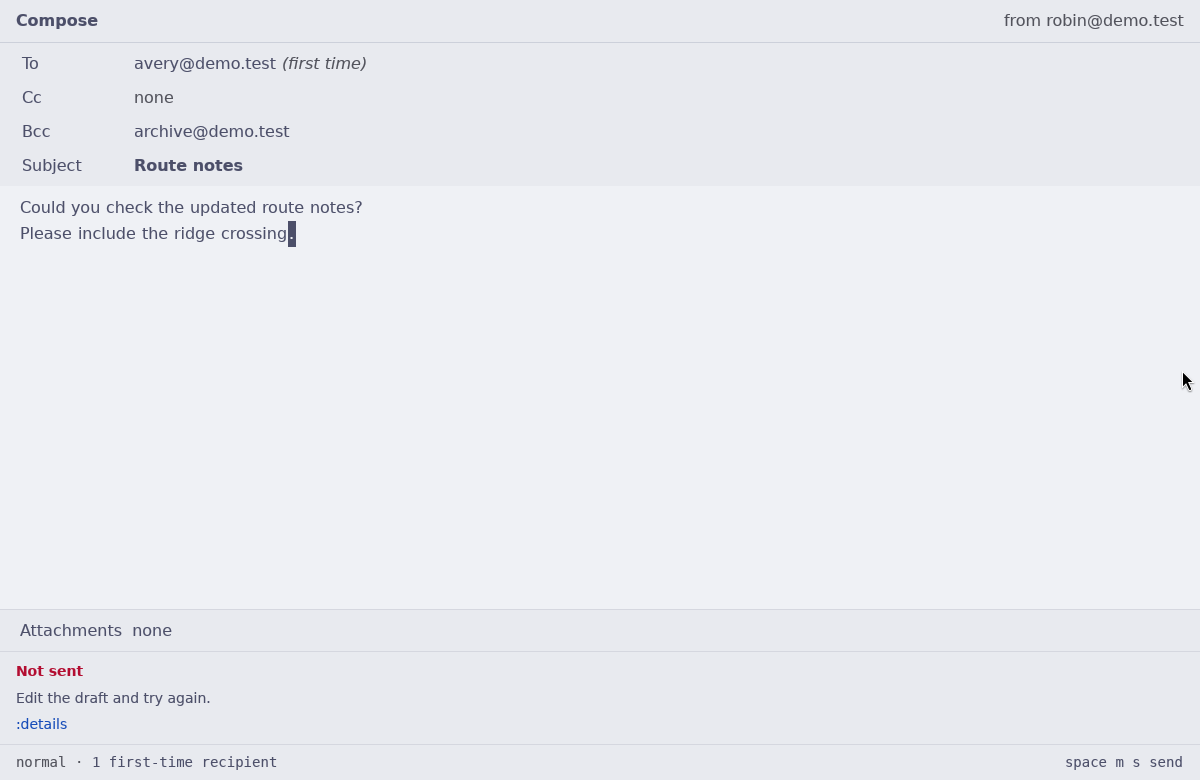 Compose from robin@demo.test
To avery@demo.test (first time)
Cc none
Bcc archive@demo.test
Subject Route notes
Could you check the updated route notes?
Please include the ridge crossing.
Attachments none
Not sent
Edit the draft and try again.
:details
normal · 1 first-time recipient space m s send